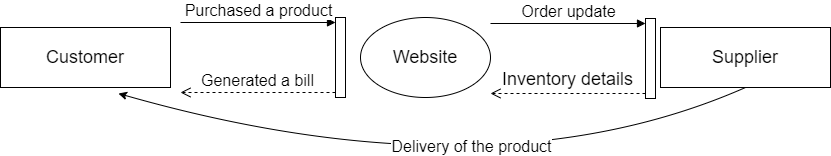 Purchased a product
Order update
Customer
Website
Supplier
Generated a bill
Inventory details
Delivery of the product